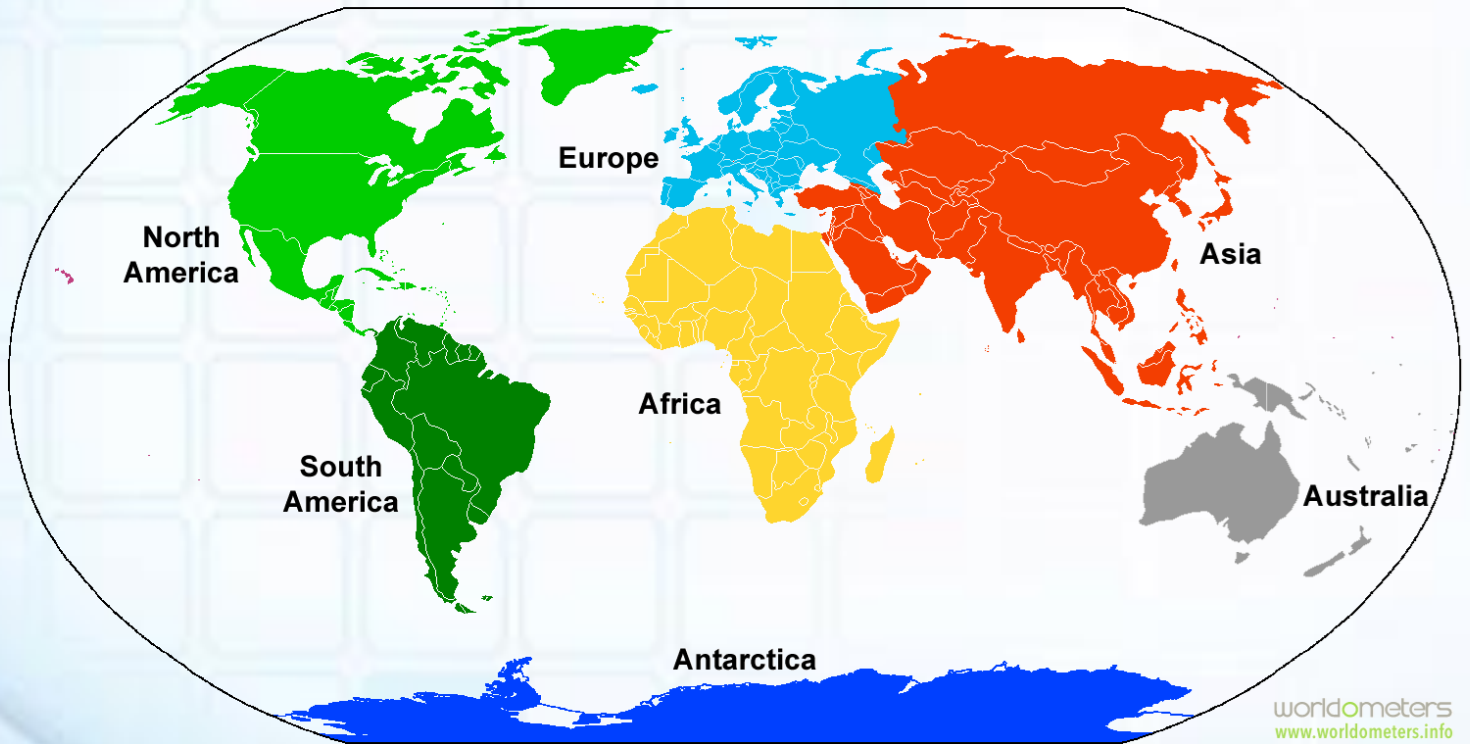 Europe
North
America
Asia
Africa
South
America
Australia
Antarctica
worldometers
www.worldometers.info